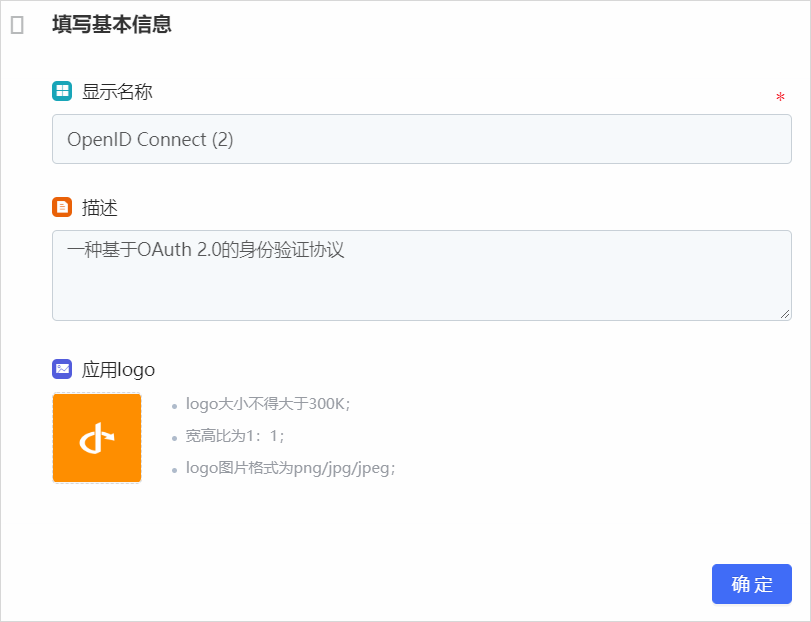 填写基本信息
显示名称
*
OpenID Connect (2)
描述
一种基于OAuth 2.0的身份验证协议
应用logo
logo大小不得大于300K；
宽高比为1：1；
logo图片格式为png/jpg/jpeg；
确 定